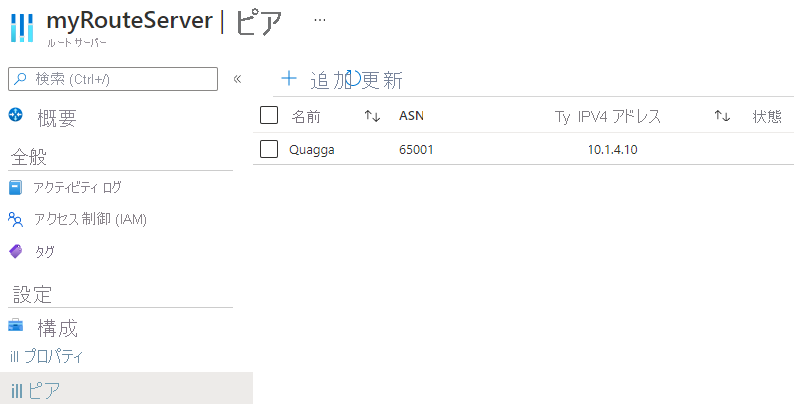 myRouteServer | ピア ...
ルート サーバー
検索 (Ctrl+/) «
+ 追加 更新
名前 ↑↓ ASN Ty IPV4 アドレス ↑↓ 状態
Quagga 65001 10.1.4.10
概要
全般
アクティビティ ログ
アクセス制御 (IAM)
タグ
設定
構成
ill プロパティ
ill ピア